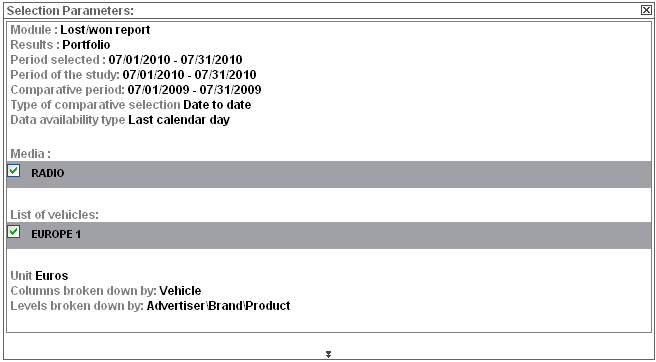 Selection Parameters:
Module : Lost/won report
Results : Portfolio
Period selected : 07/01/2010 - 07/31/2010
Period of the study: 07/01/2010 - 07/31/2010
Comparative period: 07/01/2009 - 07/31/2009
Type of comparative selection Date to date
Data availability type Last calendar day
Media :
RADIO
List of vehicles:
EUROPE 1
Unit Euros
Columns broken down by: Vehicle
Levels broken down by: Advertiser\Brand\Product